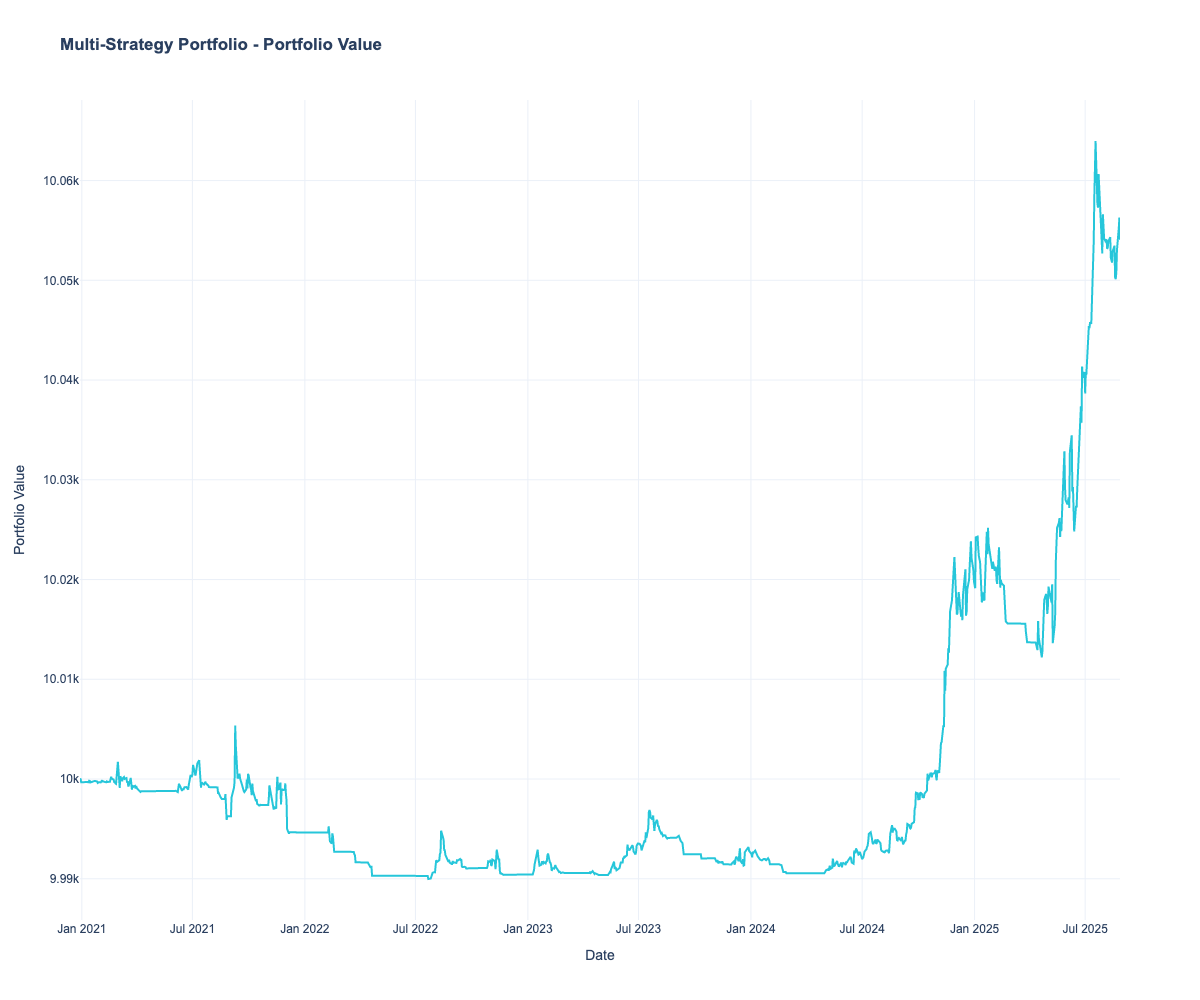 Multi-Strategy Portfolio - Portfolio Value
10.06k
10.05k
10.04k
10.03k
10.02k
10.01k
10k
9.99k
Portfolio Value
Jan 2021
Jul 2021
Jan 2022
Jul 2022
Jan 2023
Jul 2023
Jan 2024
Jul 2024
Jan 2025
Jul 2025
Date